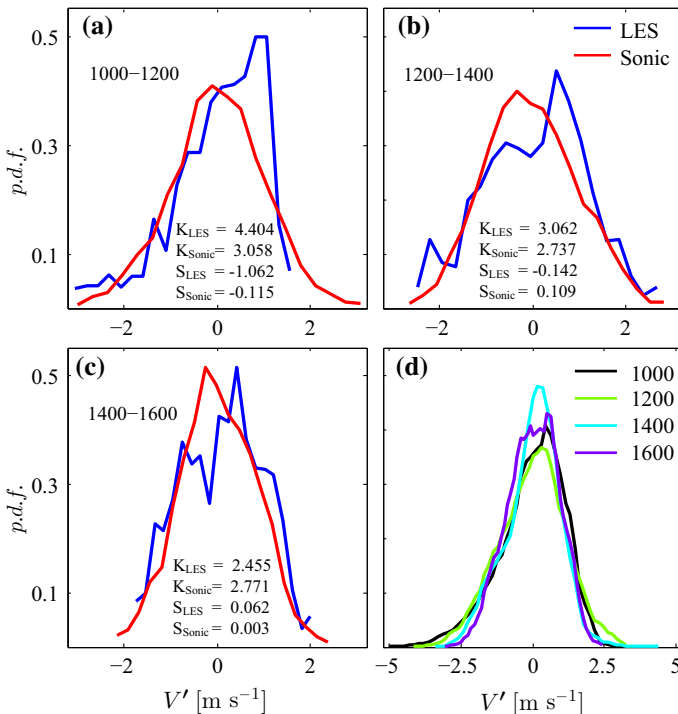 (a)
1000−1200
K_LES = 4.404
K_Sonic = 3.058
S_LES = -1.062
S_Sonic = -0.115
0.5
0.3
0.1
p.d.f.
−2 0 2
(b)
LES
Sonic
1200−1400
K_LES = 3.062
K_Sonic = 2.737
S_LES = -0.142
S_Sonic = 0.109
−2 0 2
(c)
1400−1600
K_LES = 2.455
K_Sonic = 2.771
S_LES = 0.062
S_Sonic = 0.003
0.5
0.3
0.1
p.d.f.
−2 0 2
V′ [m s⁻¹]
(d)
1000
1200
1400
1600
−5 −2.5 0 2.5 5
V′ [m s⁻¹]